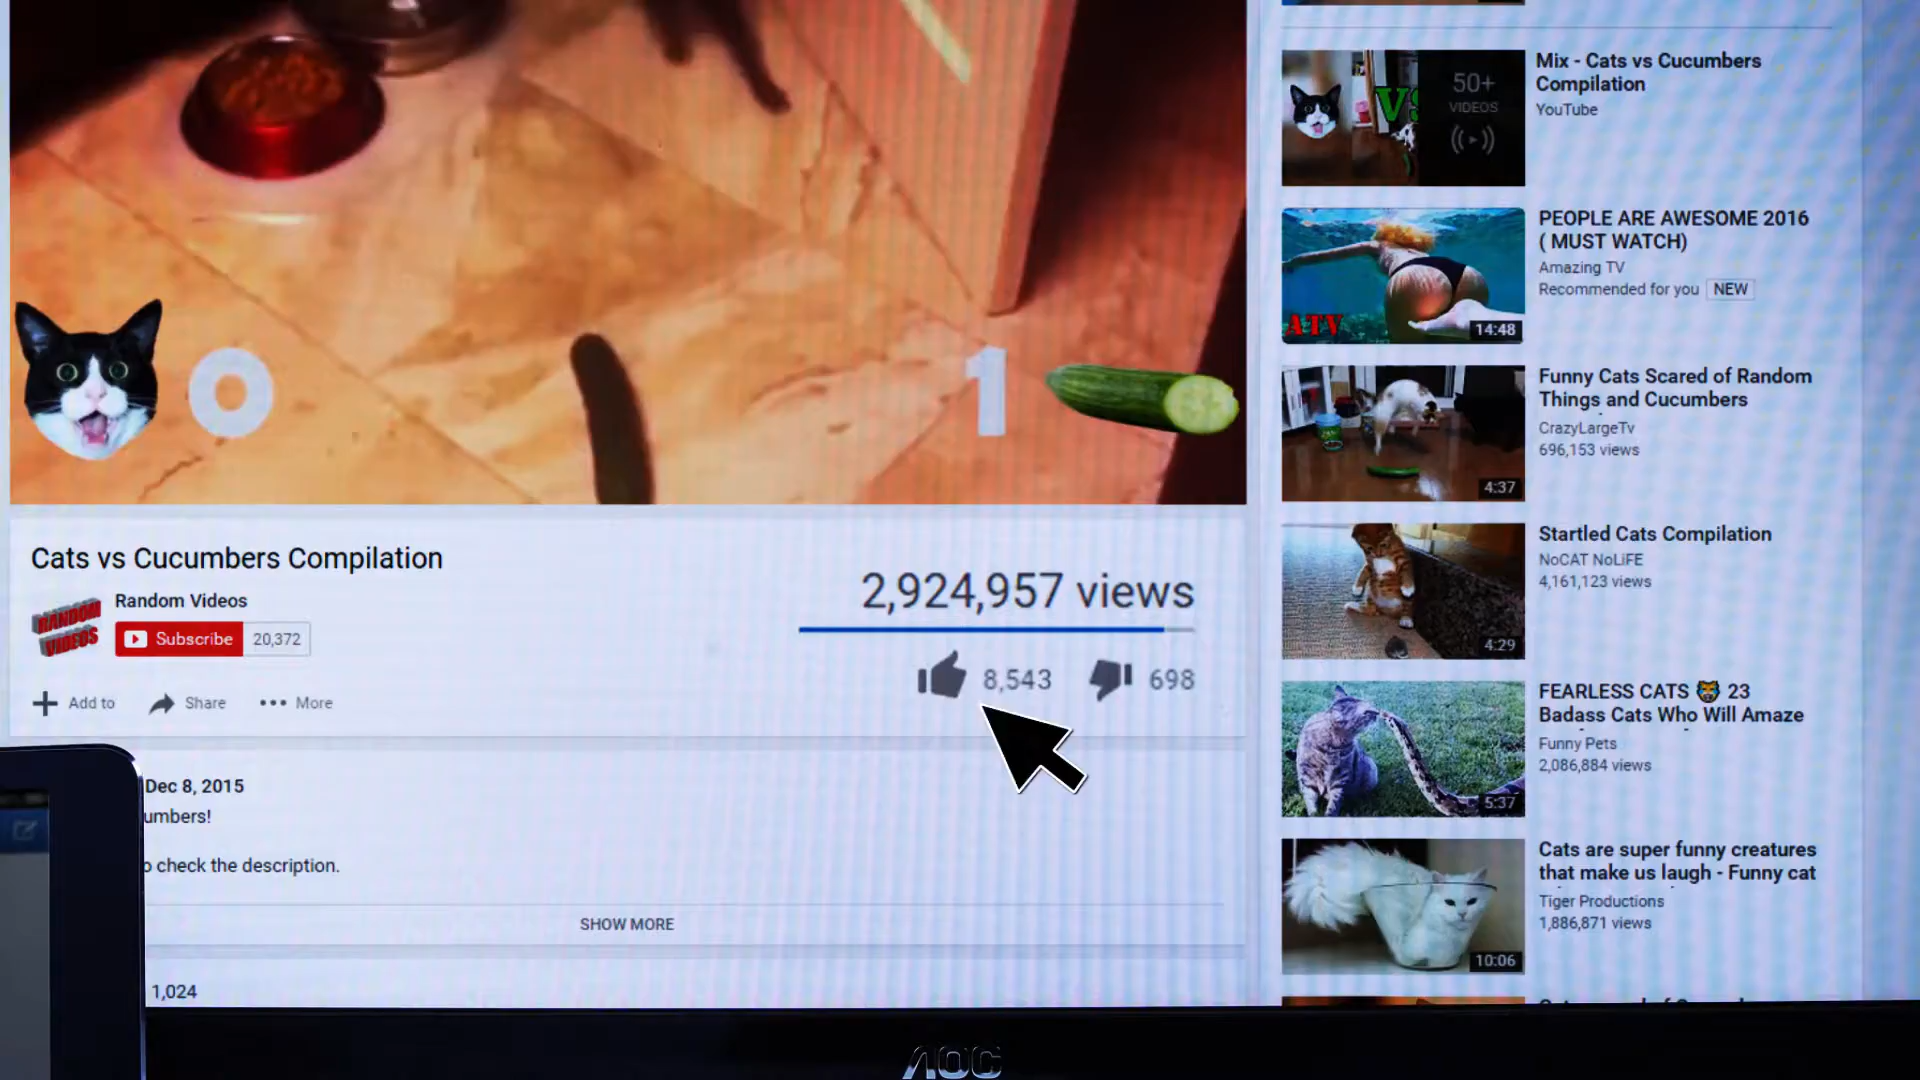 0
1
Cats vs Cucumbers Compilation
Random Videos
RANDOM
VIDEOS
Subscribe 20,372
2,924,957 views
8,543 698
Add to Share More
Dec 8, 2015
umbers!
o check the description.
SHOW MORE
1,024
50+
VIDEOS
Mix - Cats vs Cucumbers
Compilation
YouTube
ATV
14:48
PEOPLE ARE AWESOME 2016
( MUST WATCH)
Amazing TV
Recommended for you NEW
4:37
Funny Cats Scared of Random
Things and Cucumbers
CrazyLargeTv
696,153 views
4:29
Startled Cats Compilation
NoCAT NoLiFE
4,161,123 views
5:37
FEARLESS CATS 🐯 23
Badass Cats Who Will Amaze
Funny Pets
2,086,884 views
10:06
Cats are super funny creatures
that make us laugh - Funny cat
Tiger Productions
1,886,871 views
AOC